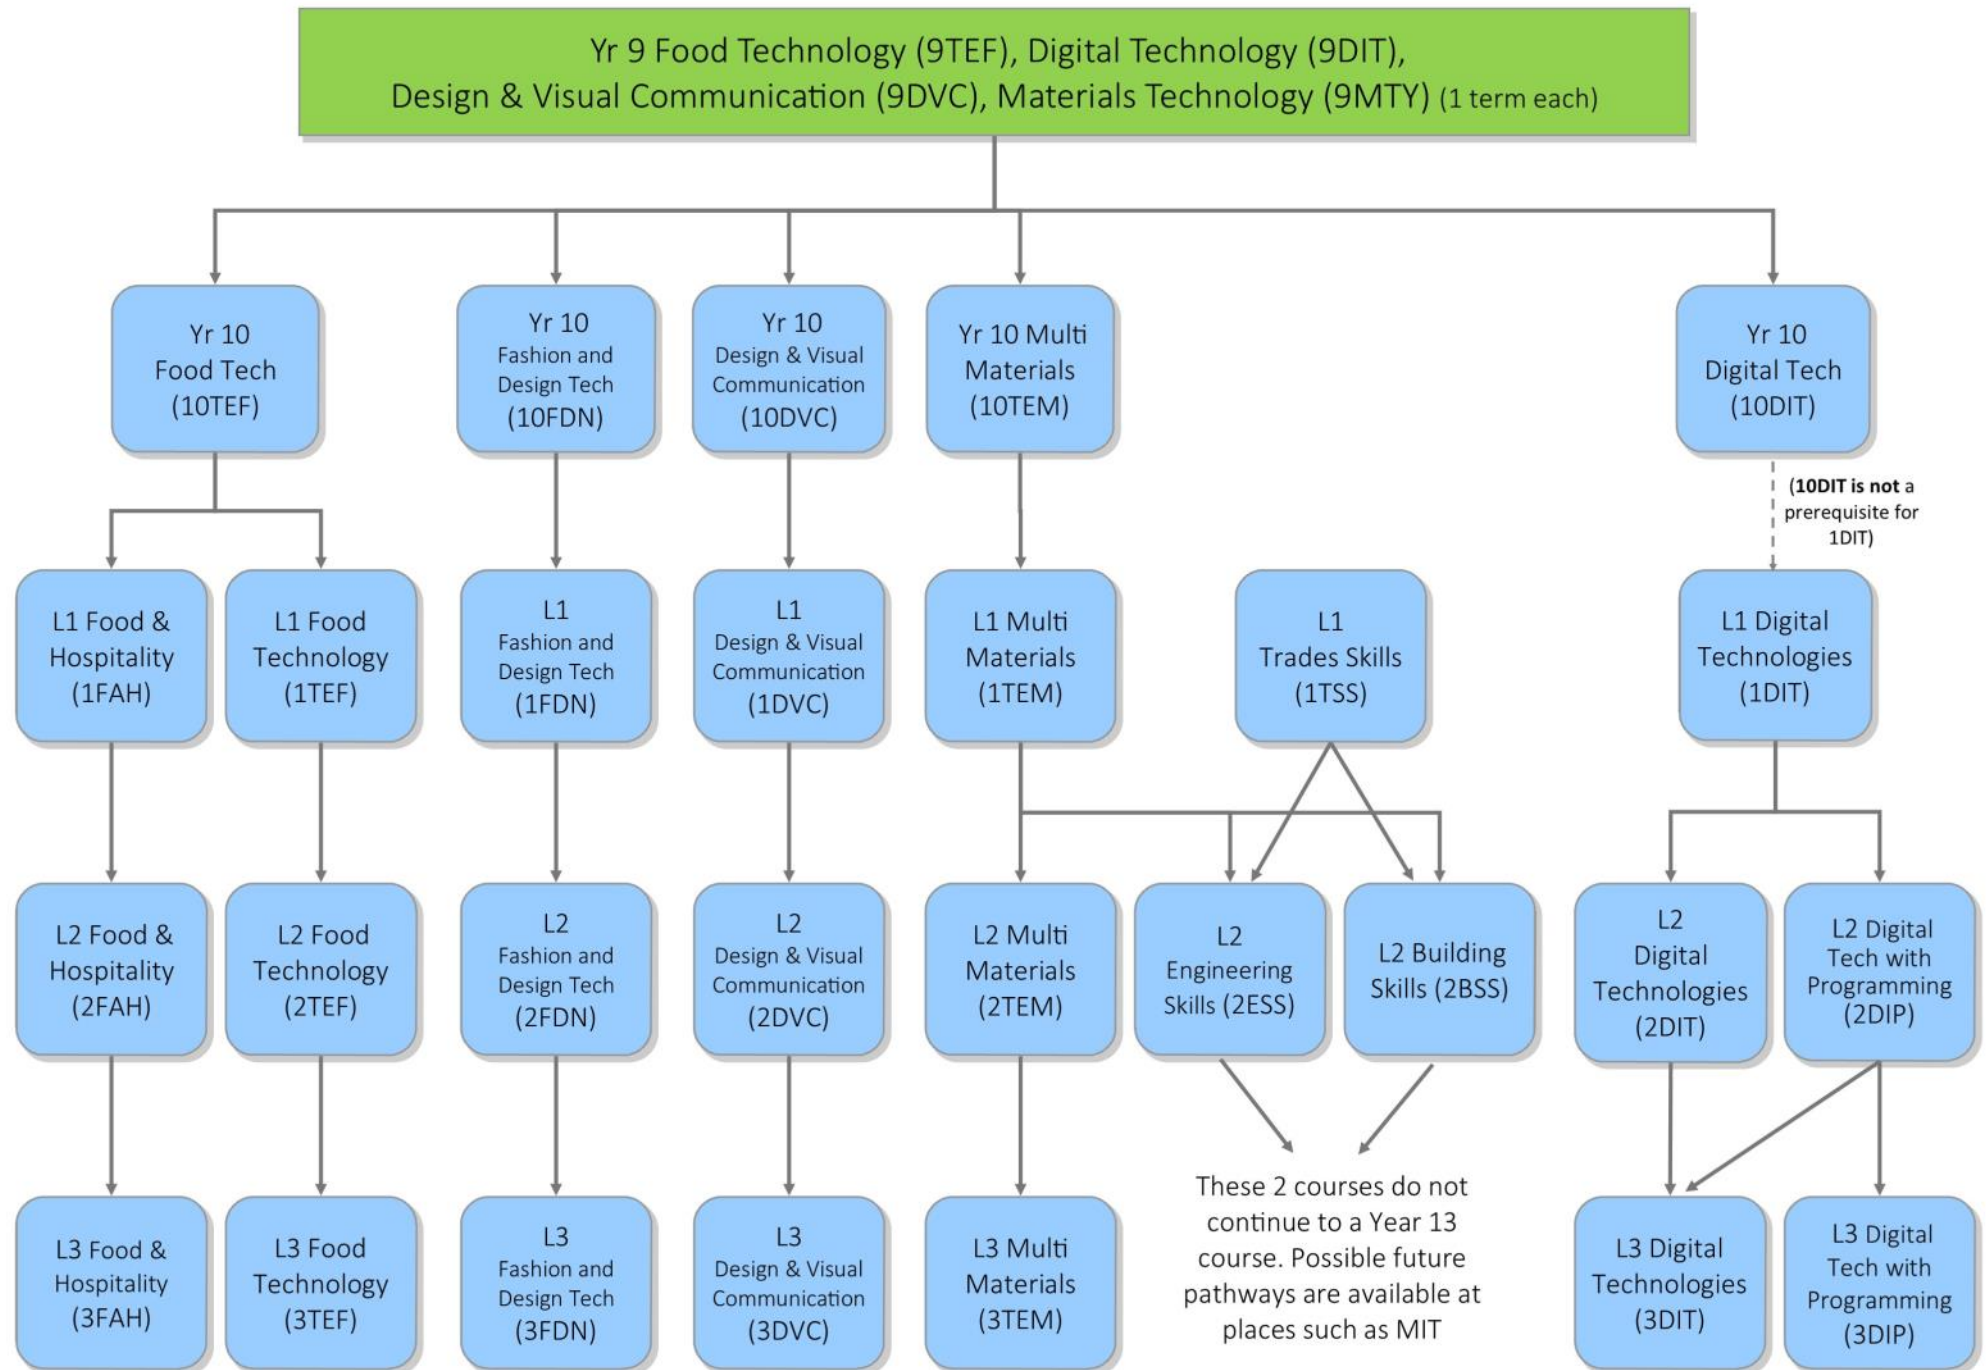 Yr 9 Food Technology (9TEF), Digital Technology (9DIT),
Design & Visual Communication (9DVC), Materials Technology (9MTY) (1 term each)
Yr 10
Food Tech
(10TEF)
Yr 10
Fashion and
Design Tech
(10FDN)
Yr 10
Design & Visual
Communication
(10DVC)
Yr 10 Multi
Materials
(10TEM)
Yr 10
Digital Tech
(10DIT)
(10DIT is not a
prerequisite for
1DIT)
L1 Food &
Hospitality
(1FAH)
L1 Food
Technology
(1TEF)
L1
Fashion and
Design Tech
(1FDN)
L1
Design & Visual
Communication
(1DVC)
L1 Multi
Materials
(1TEM)
L1
Trades Skills
(1TSS)
L1 Digital
Technologies
(1DIT)
L2 Food &
Hospitality
(2FAH)
L2 Food
Technology
(2TEF)
L2
Fashion and
Design Tech
(2FDN)
L2
Design & Visual
Communication
(2DVC)
L2 Multi
Materials
(2TEM)
L2
Engineering
Skills (2ESS)
L2 Building
Skills (2BSS)
L2
Digital
Technologies
(2DIT)
L2 Digital
Tech with
Programming
(2DIP)
L3 Food &
Hospitality
(3FAH)
L3 Food
Technology
(3TEF)
L3
Fashion and
Design Tech
(3FDN)
L3
Design & Visual
Communication
(3DVC)
L3 Multi
Materials
(3TEM)
These 2 courses do not
continue to a Year 13
course. Possible future
pathways are available at
places such as MIT
L3 Digital
Technologies
(3DIT)
L3 Digital
Tech with
Programming
(3DIP)